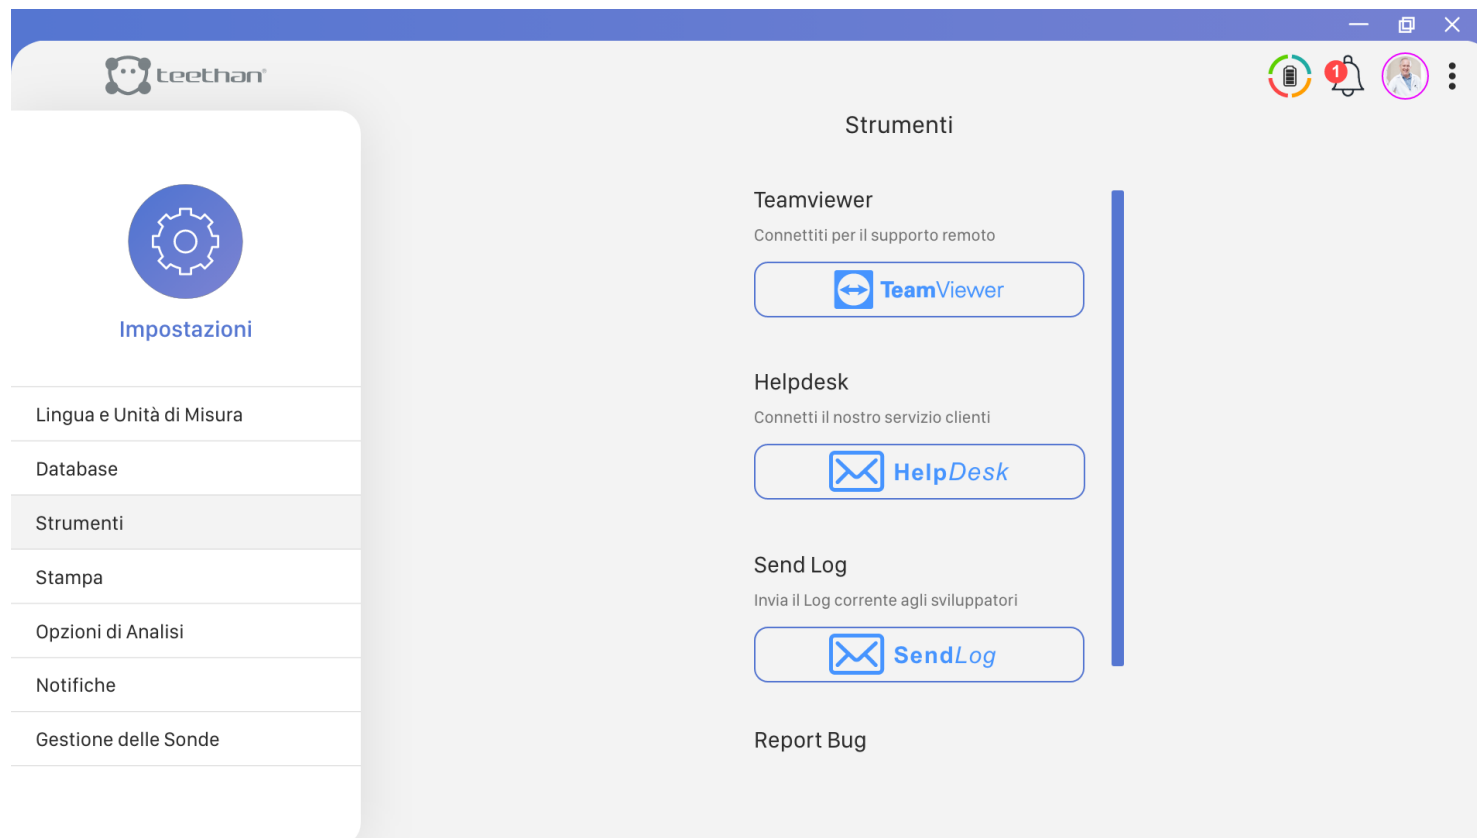 teethan®
1
Strumenti
Impostazioni
Lingua e Unità di Misura
Database
Strumenti
Stampa
Opzioni di Analisi
Notifiche
Gestione delle Sonde
Teamviewer
Connettiti per il supporto remoto
TeamViewer
Helpdesk
Connetti il nostro servizio clienti
HelpDesk
Send Log
Invia il Log corrente agli sviluppatori
SendLog
Report Bug